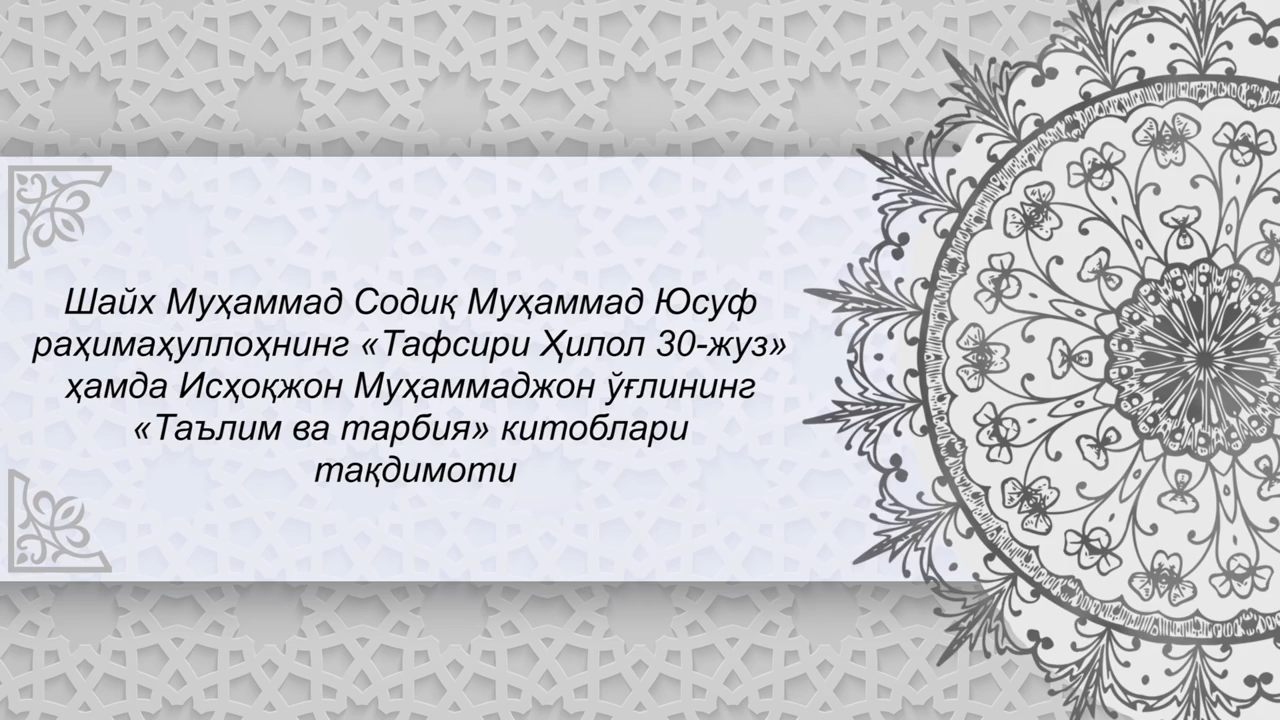 Шайх Муҳаммад Содиқ Муҳаммад Юсуф
раҳимаҳуллоҳнинг «Тафсири Ҳилол 30-жуз»
ҳамда Исҳоқжон Муҳаммаджон ўғлининг
«Таълим ва тарбия» китоблари
тақдимоти